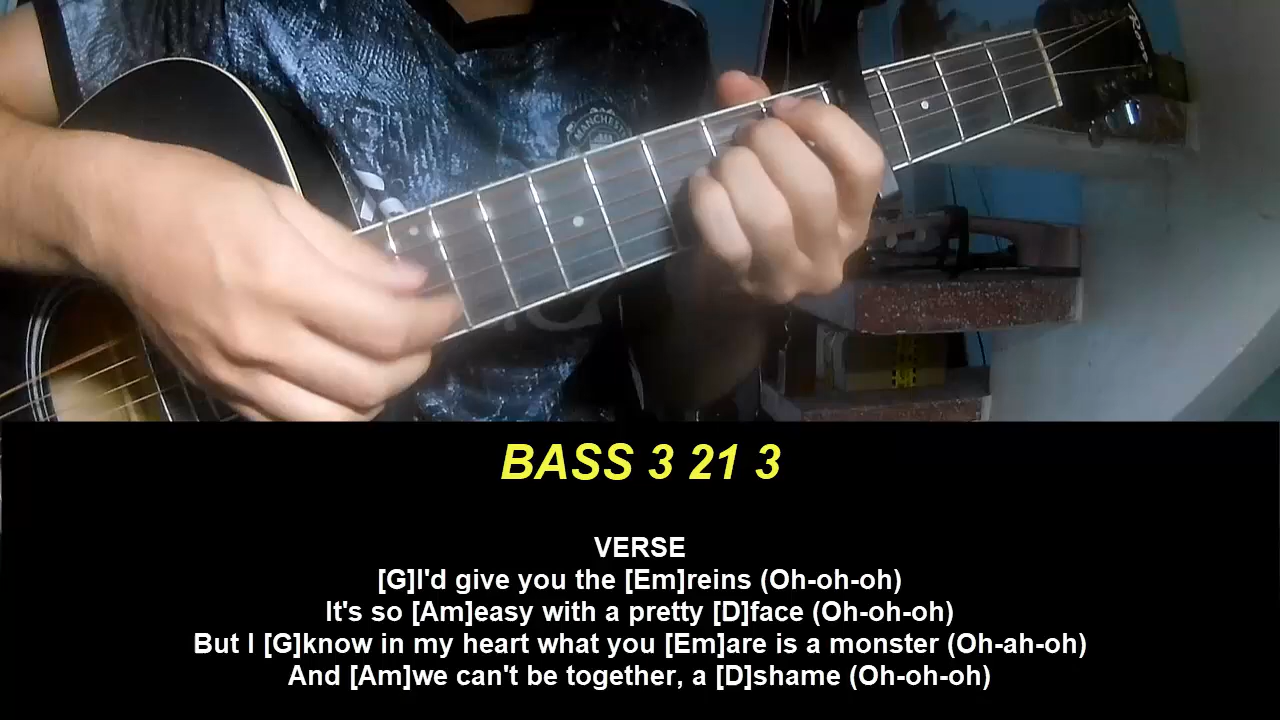 MANCHESTE
BASS 3 21 3
VERSE
[G]I'd give you the [Em]reins (Oh-oh-oh)
It's so [Am]easy with a pretty [D]face (Oh-oh-oh)
But I [G]know in my heart what you [Em]are is a monster (Oh-ah-oh)
And [Am]we can't be together, a [D]shame (Oh-oh-oh)